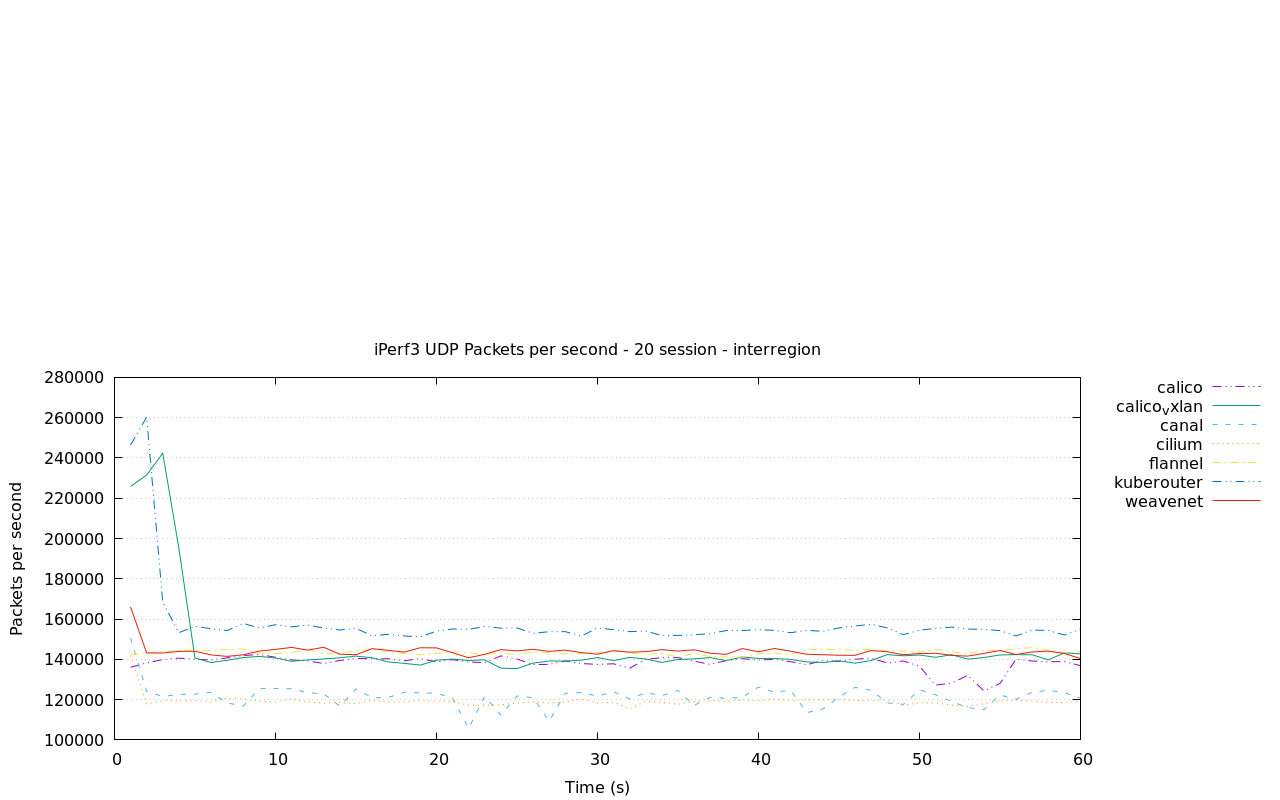 iPerf3 UDP Packets per second - 20 session - interregion
280000
260000
240000
220000
200000
180000
160000
140000
120000
100000
Packets per second
0 10 20 30 40 50 60
Time (s)
calico
calicovxlan
canal
cilium
flannel
kuberouter
weavenet